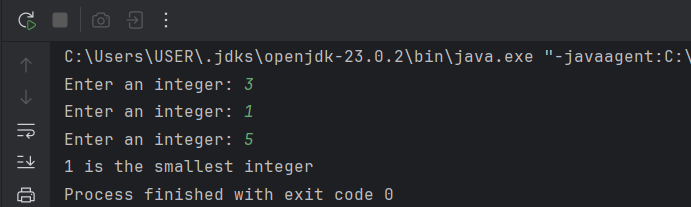 C:\Users\USER\.jdks\openjdk-23.0.2\bin\java.exe "-javaagent:C:\
Enter an integer: 3
Enter an integer: 1
Enter an integer: 5
1 is the smallest integer
Process finished with exit code 0